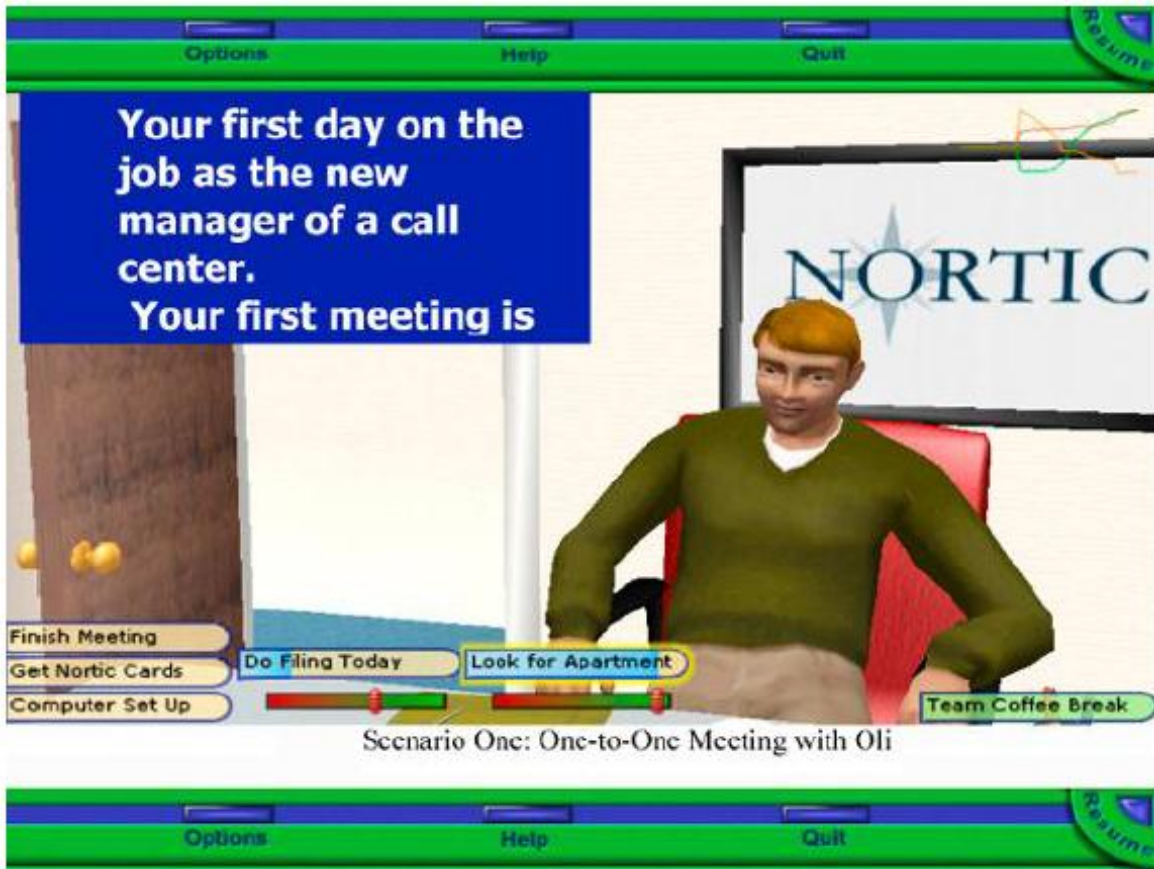 Options Help Quit Resume
Your first day on the
job as the new
manager of a call
center.
Your first meeting is
NORTIC
Finish Meeting
Get Nortic Cards
Computer Set Up
Do Filing Today
Look for Apartment
Team Coffee Break
Scenario One: One-to-One Meeting with Oli
Options Help Quit Resume